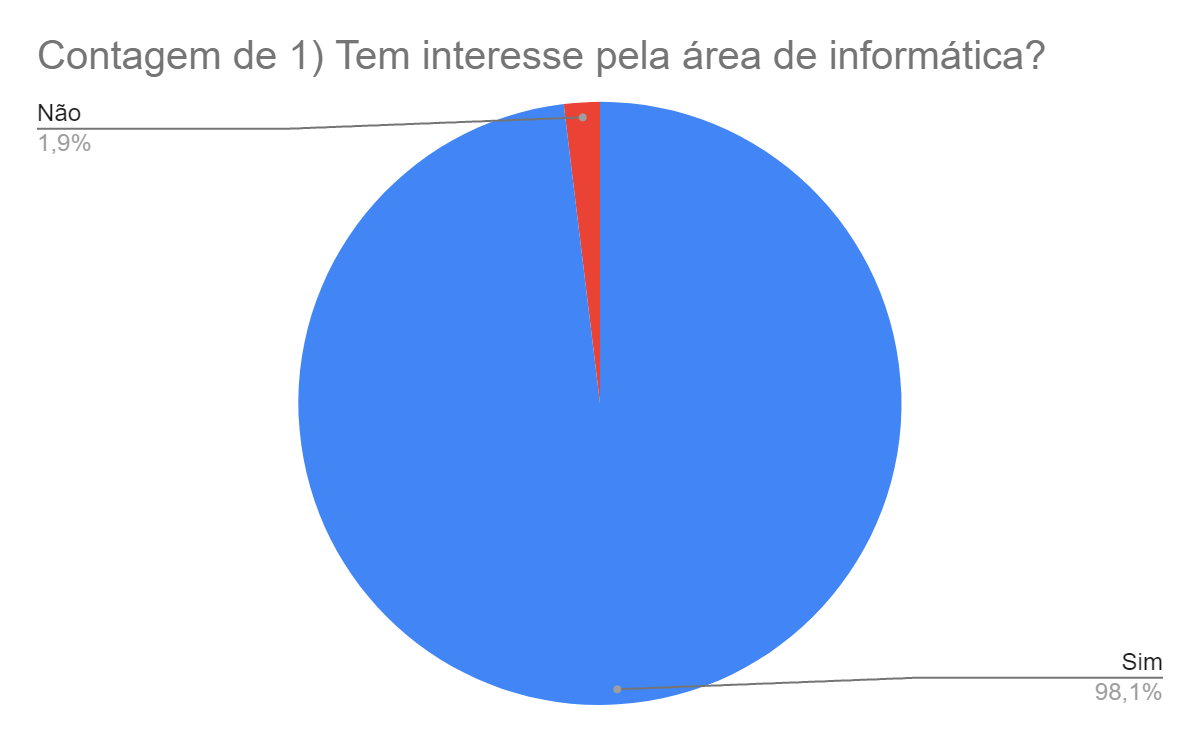 Contagem de 1) Tem interesse pela área de informática?
Não
1,9%
Sim
98,1%